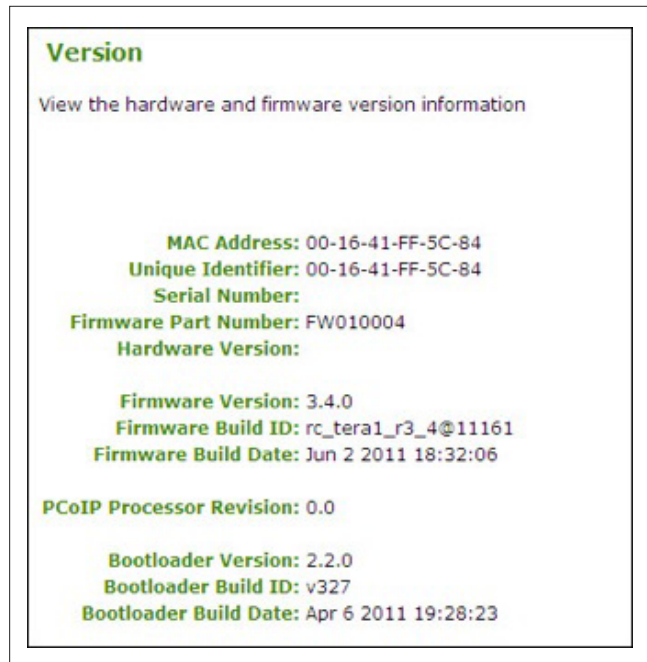 Version
View the hardware and firmware version information
MAC Address: 00-16-41-FF-5C-84
Unique Identifier: 00-16-41-FF-5C-84
Serial Number:
Firmware Part Number: FW010004
Hardware Version:
Firmware Version: 3.4.0
Firmware Build ID: rc_tera1_r3_4@11161
Firmware Build Date: Jun 2 2011 18:32:06
PCoIP Processor Revision: 0.0
Bootloader Version: 2.2.0
Bootloader Build ID: v327
Bootloader Build Date: Apr 6 2011 19:28:23